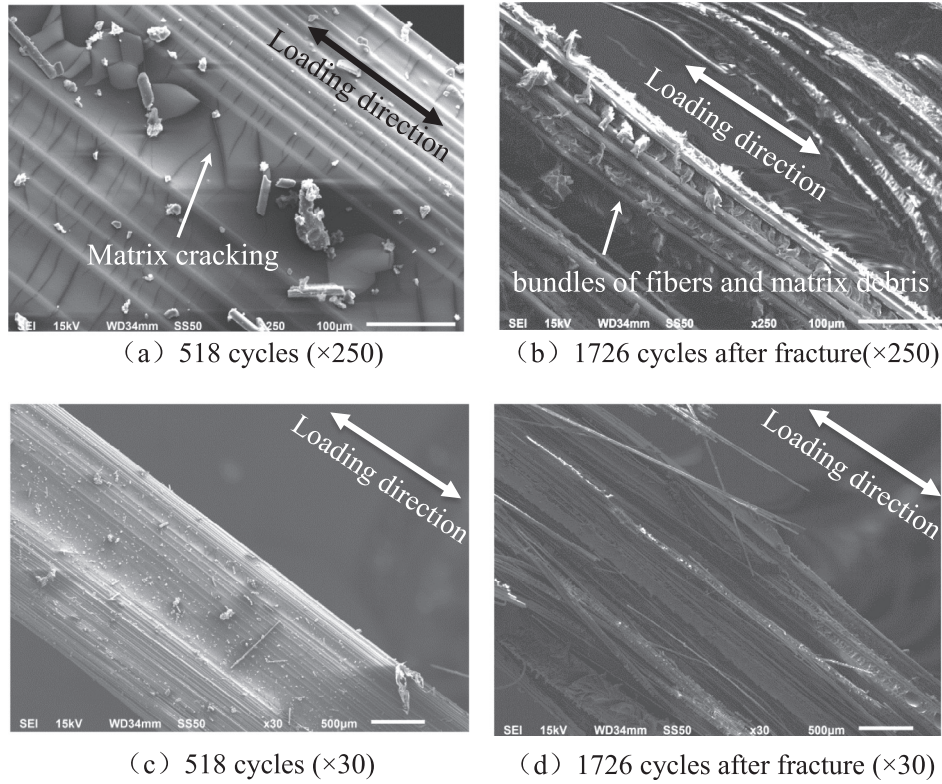 Loading direction
Matrix cracking
SEI 15kV WD34mm SS50 x250 100μm
(a) 518 cycles (×250)
Loading direction
bundles of fibers and matrix debris
SEI 15kV WD34mm SS50 x250 100μm
(b) 1726 cycles after fracture(×250)
Loading direction
SEI 15kV WD34mm SS50 x30 500μm
(c) 518 cycles (×30)
Loading direction
SEI 15kV WD34mm SS50 x30 500μm
(d) 1726 cycles after fracture (×30)